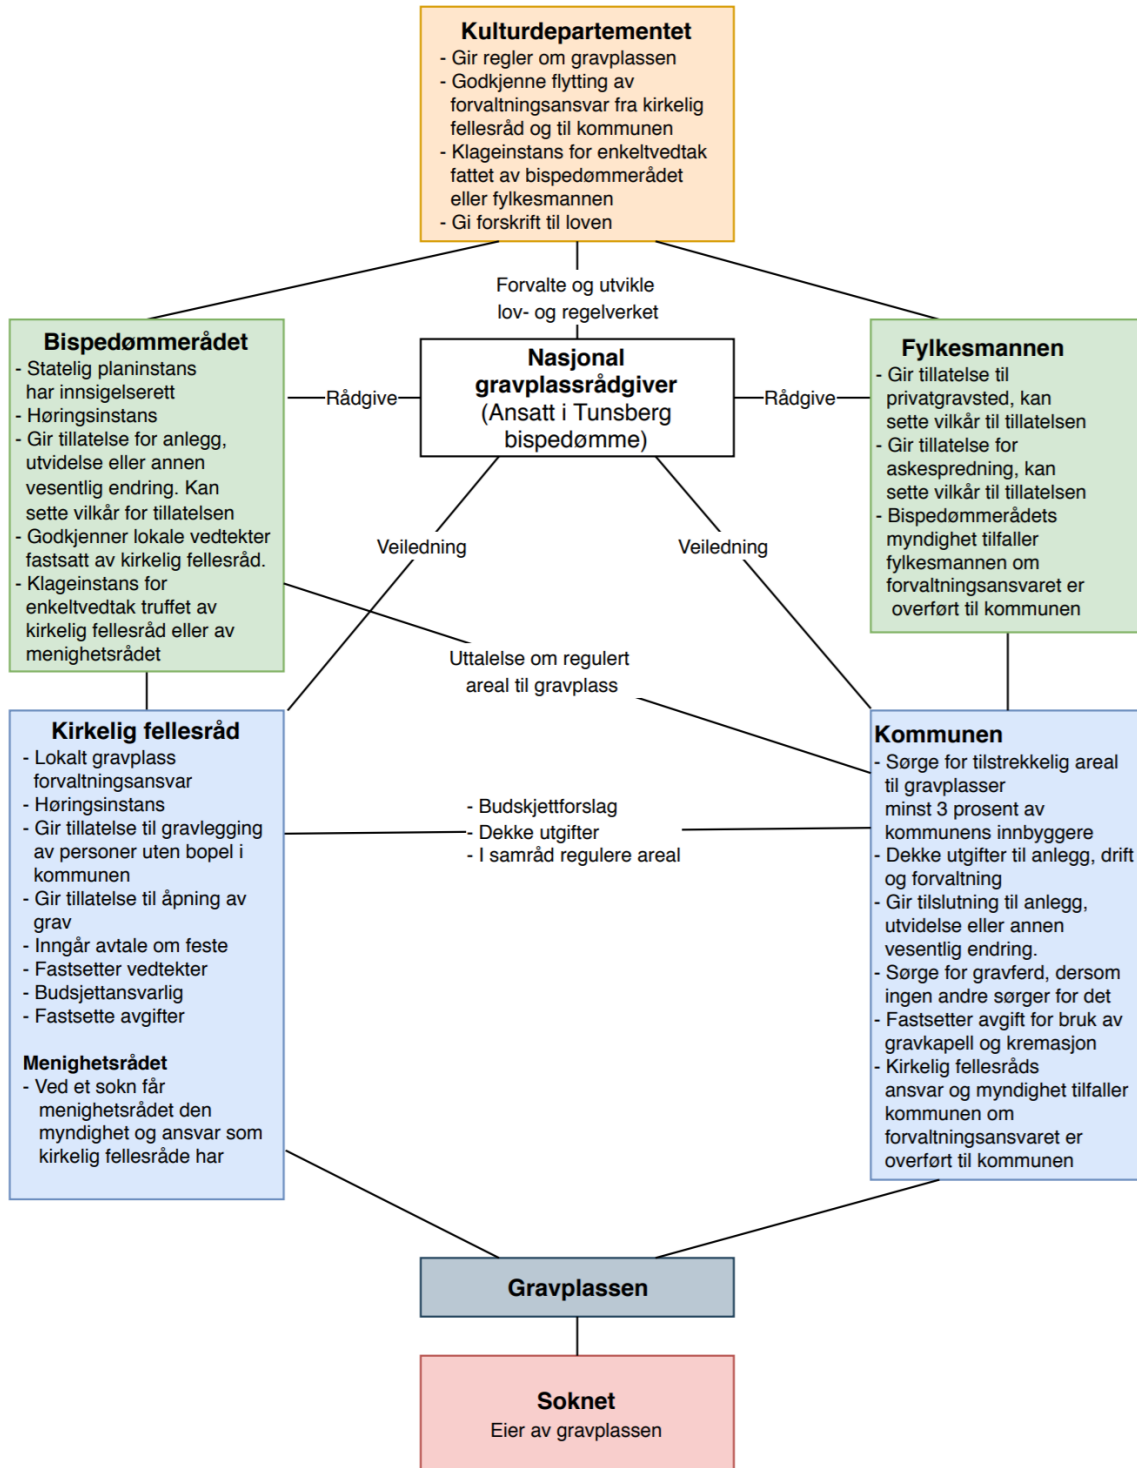 Kulturdepartementet
- Gir regler om gravplassen
- Godkjenne flytting av
forvaltningsansvar fra kirkelig
fellesråd og til kommunen
- Klageinstans for enkeltvedtak
fattet av bispedømmerådet
eller fylkesmannen
- Gi forskrift til loven
Forvalte og utvikle
lov- og regelverket
Bispedømmerådet
- Statelig planinstans
har innsigelserett
- Høringsinstans
- Gir tillatelse for anlegg,
utvidelse eller annen
vesentlig endring. Kan
sette vilkår for tillatelsen
- Godkjenner lokale vedtekter
fastsatt av kirkelig fellesråd.
- Klageinstans for
enkeltvedtak truffet av
kirkelig fellesråd eller av
menighetsrådet
Rådgive
Nasjonal
gravplassrådgiver
(Ansatt i Tunsberg
bispedømme)
Rådgive
Fylkesmannen
- Gir tillatelse til
privatgravsted, kan
sette vilkår til tillatelsen
- Gir tillatelse for
askespredning, kan
sette vilkår til tillatelsen
- Bispedømmerådets
myndighet tilfaller
fylkesmannen om
forvaltningsansvaret er
overført til kommunen
Veiledning
Veiledning
Uttalelse om regulert
areal til gravplass
Kirkelig fellesråd
- Lokalt gravplass
forvaltningsansvar
- Høringsinstans
- Gir tillatelse til gravlegging
av personer uten bopel i
kommunen
- Gir tillatelse til åpning av
grav
- Inngår avtale om feste
- Fastsetter vedtekter
- Budsjettansvarlig
- Fastsette avgifter
Menighetsrådet
- Ved et sokn får
menighetsrådet den
myndighet og ansvar som
kirkelig fellesråde har
- Budskjettforslag
- Dekke utgifter
- I samråd regulere areal
Kommunen
- Sørge for tilstrekkelig areal
til gravplasser
minst 3 prosent av
kommunens innbyggere
- Dekke utgifter til anlegg, drift
og forvaltning
- Gir tilslutning til anlegg,
utvidelse eller annen
vesentlig endring.
- Sørge for gravferd, dersom
ingen andre sørger for det
- Fastsetter avgift for bruk av
gravkapell og kremasjon
- Kirkelig fellesråds
ansvar og myndighet tilfaller
kommunen om
forvaltningsansvaret er
overført til kommunen
Gravplassen
Soknet
Eier av gravplassen